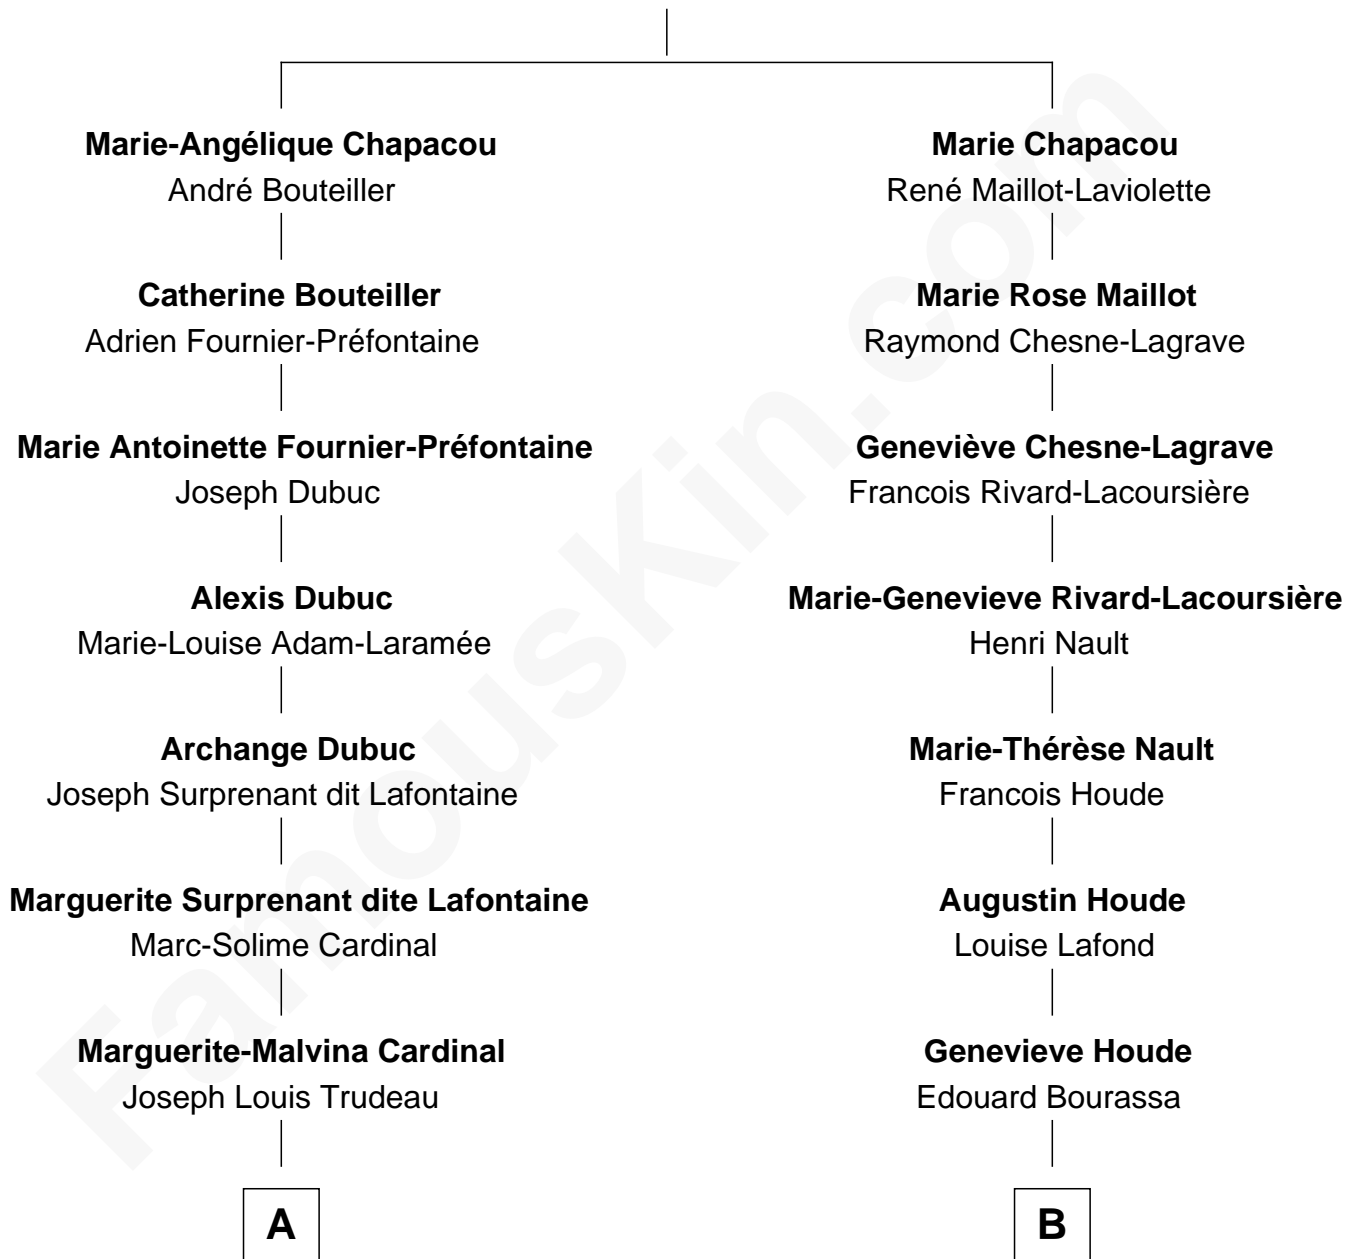 Marie-Angélique Chapacou
André Bouteiller
Catherine Bouteiller
Adrien Fournier-Préfontaine
Marie Antoinette Fournier-Préfontaine
Joseph Dubuc
Alexis Dubuc
Marie-Louise Adam-Laramée
Archange Dubuc
Joseph Surprenant dit Lafontaine
Marguerite Surprenant dite Lafontaine
Marc-Solime Cardinal
Marguerite-Malvina Cardinal
Joseph Louis Trudeau
A
Marie Chapacou
René Maillot-Laviolette
Marie Rose Maillot
Raymond Chesne-Lagrave
Geneviève Chesne-Lagrave
Francois Rivard-Lacoursière
Marie-Genevieve Rivard-Lacoursière
Henri Nault
Marie-Thérèse Nault
Francois Houde
Augustin Houde
Louise Lafond
Genevieve Houde
Edouard Bourassa
B
FamousKin.com